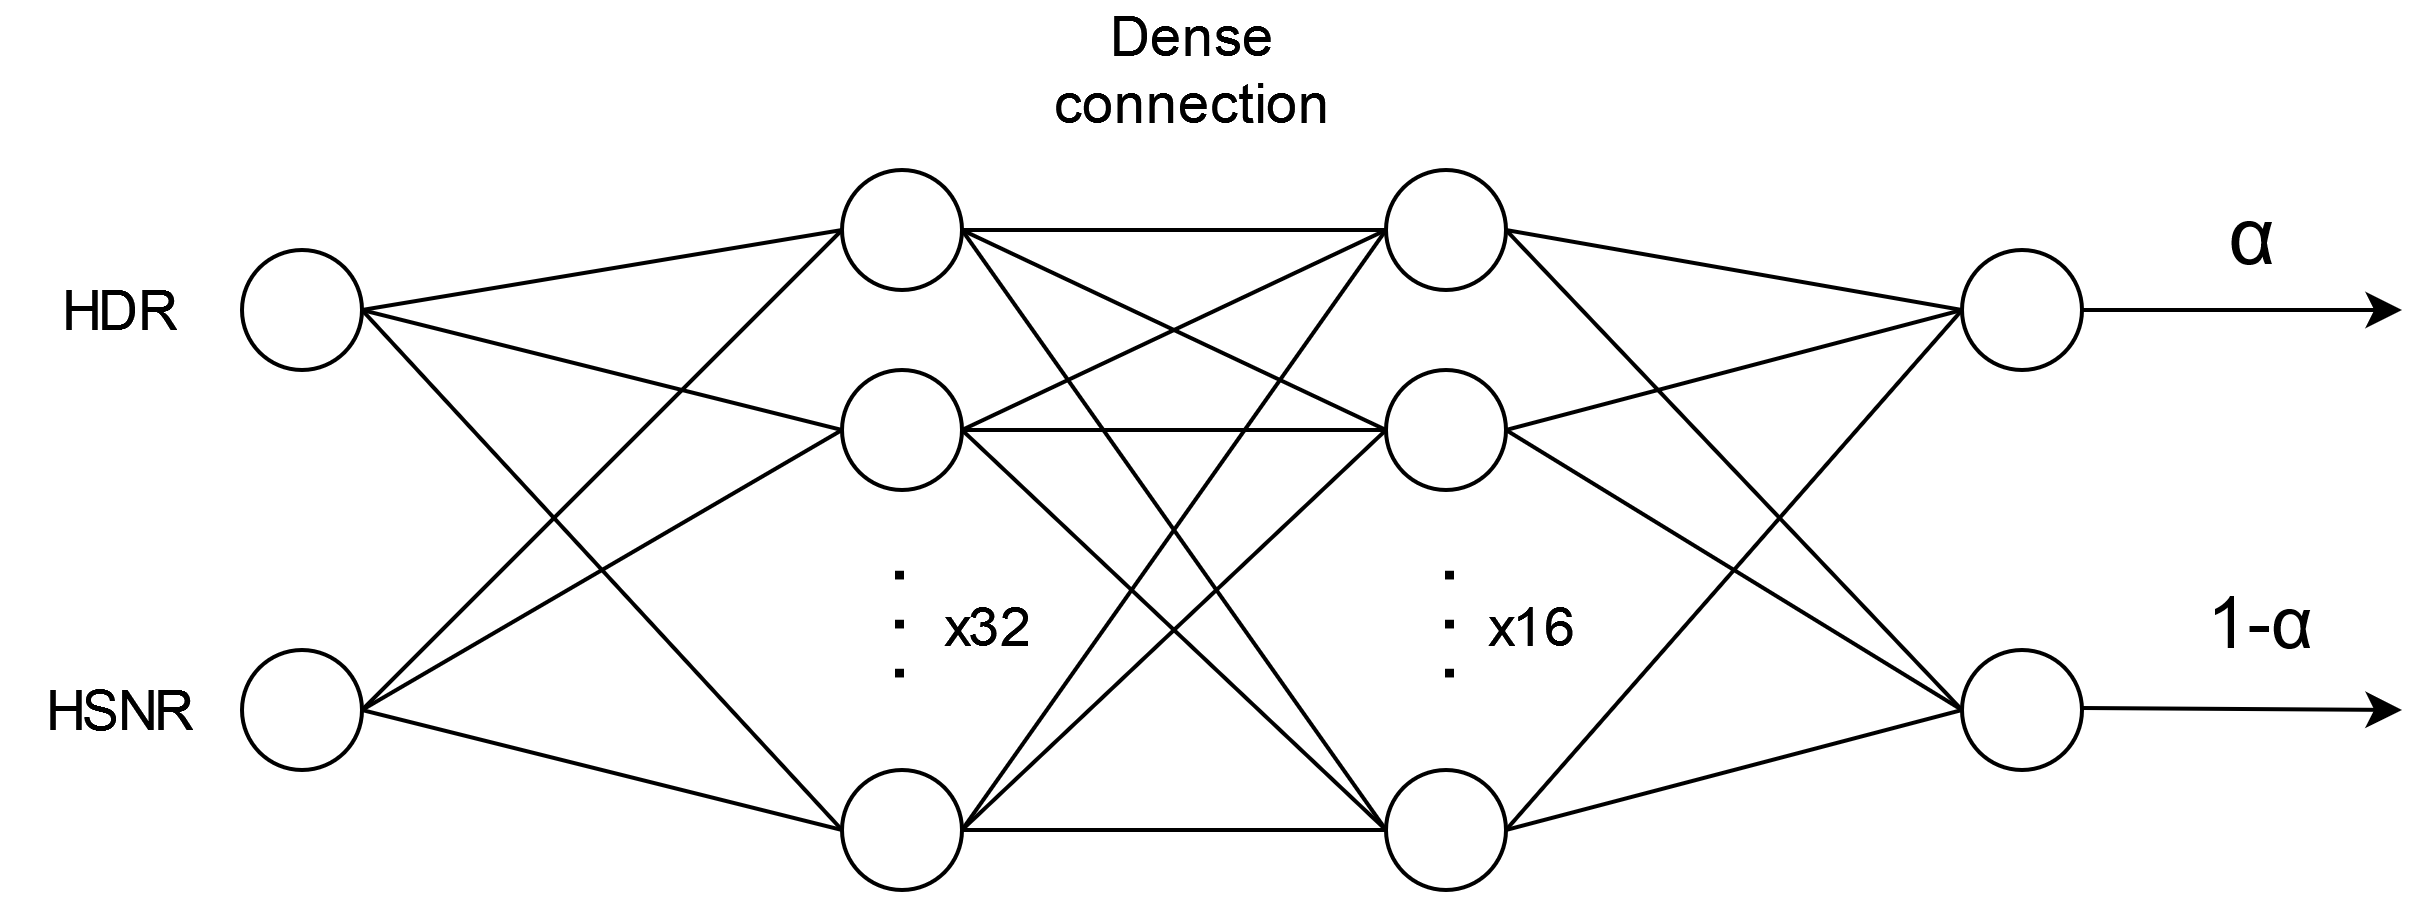 Dense
connection
HDR
α
HSNR
x32
x16
1-α